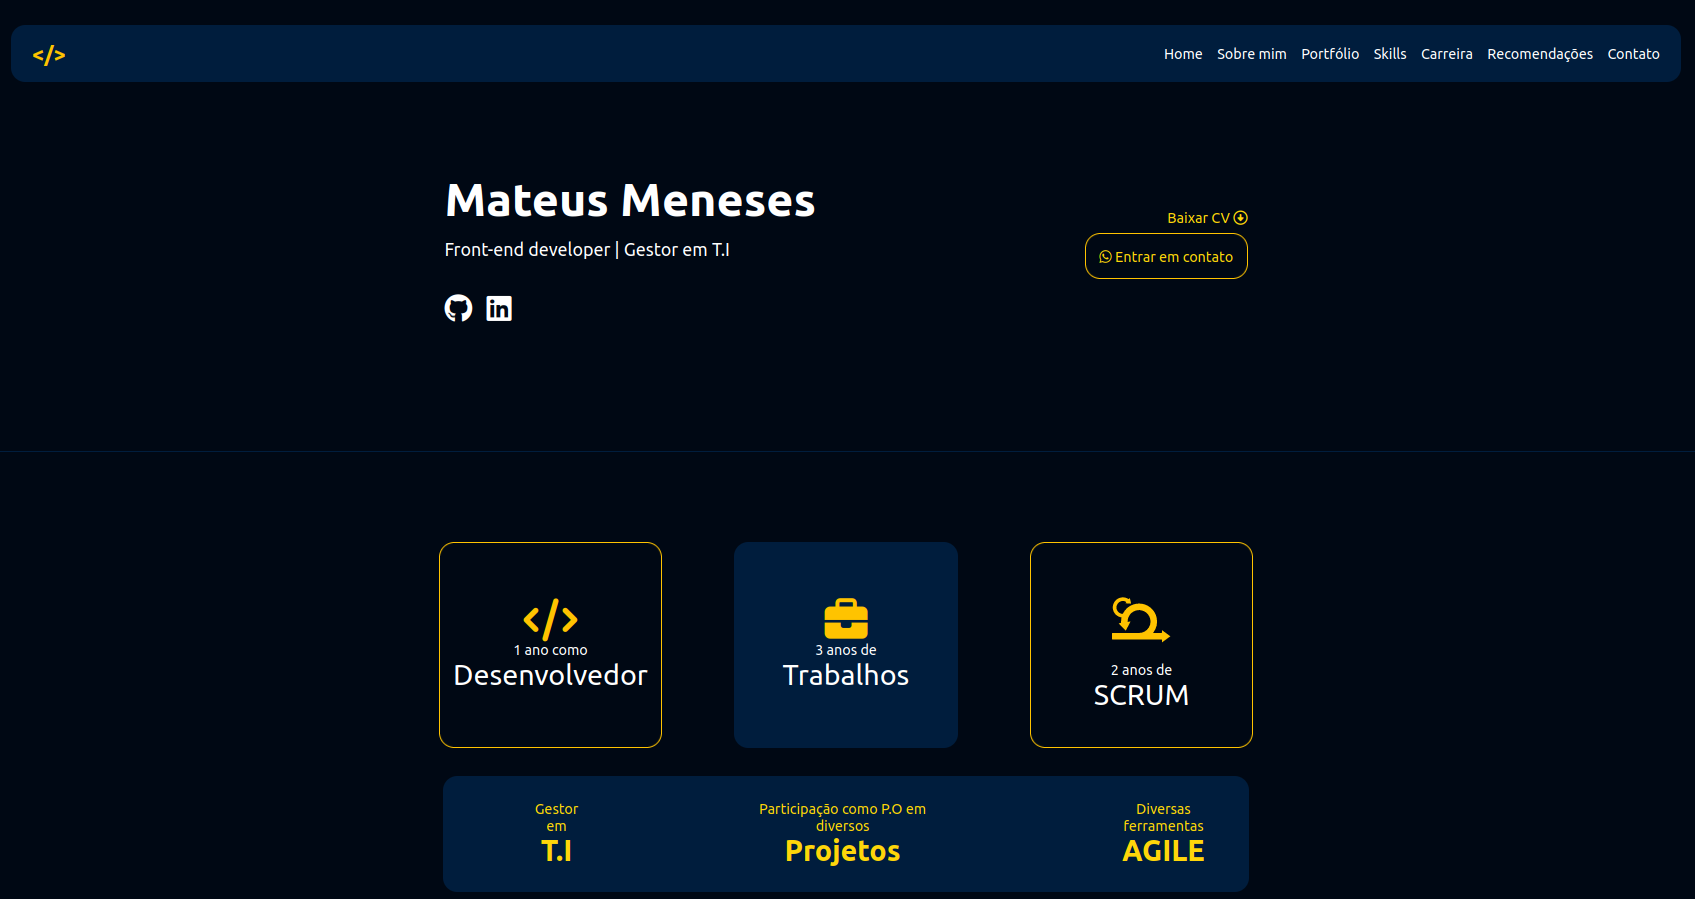 </>
Home Sobre mim Portfólio Skills Carreira Recomendações Contato
Mateus Meneses
Front-end developer | Gestor em T.I
Baixar CV
Entrar em contato
1 ano como
Desenvolvedor
3 anos de
Trabalhos
2 anos de
SCRUM
Gestor
em
T.I
Participação como P.O em
diversos
Projetos
Diversas
ferramentas
AGILE